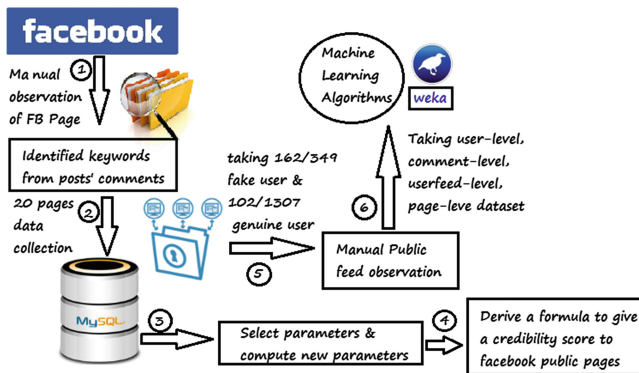 facebook
1
Ma nual
observation
of FB Page
Identified keywords
from posts' comments
20 pages
data
collection
2
MySQL
3
Select parameters &
compute new parameters
4
Derive a formula to give
a credibility score to
facebook public pages
taking 162/349
fake user &
102/1307
genuine user
5
Manual Public
feed observation
6
Taking user-level,
comment-level,
userfeed-level,
page-leve dataset
Machine
Learning
Algorithms
weka